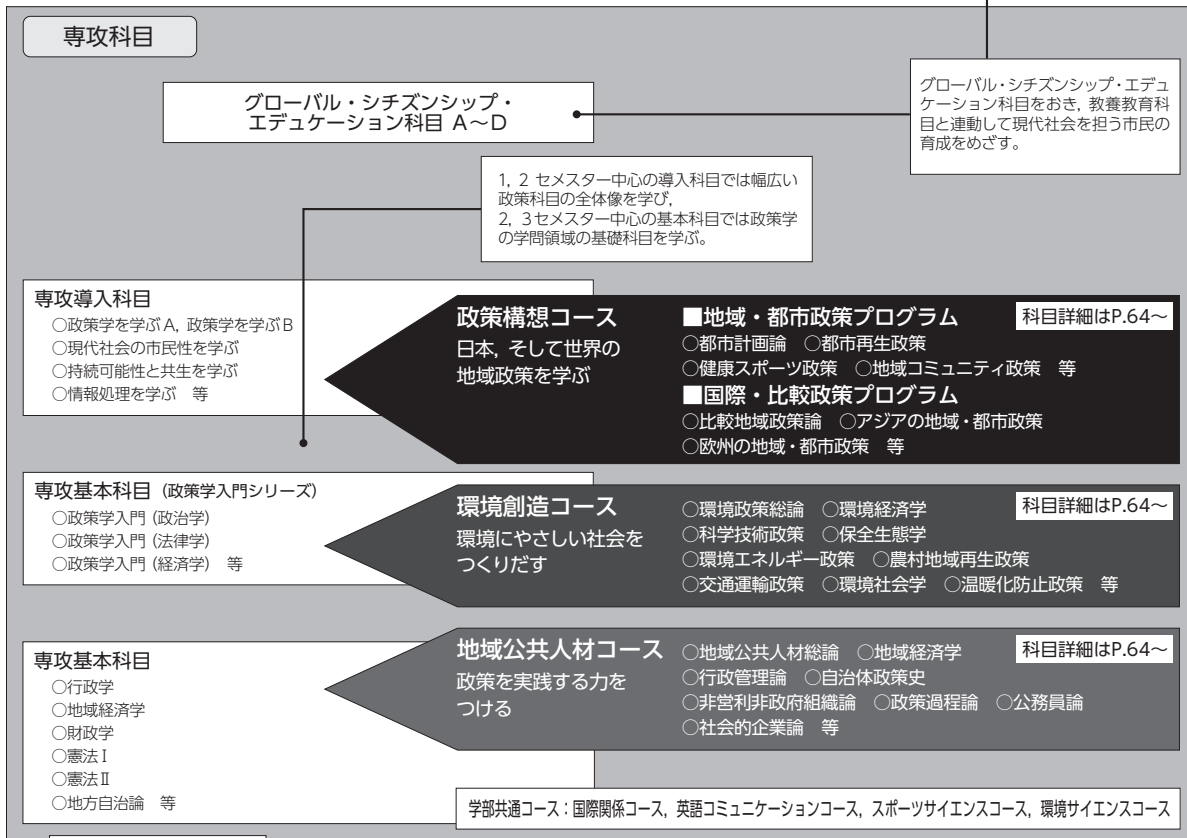 専攻科目
グローバル・シチズンシップ・
エデュケーション科目 A～D
グローバル・シチズンシップ・エデュ
ケーション科目をおき, 教養教育科
目と連動して現代社会を担う市民の
育成をめざす。
1, 2 セメスター中心の導入科目では幅広い
政策科目の全体像を学び,
2, 3セメスター中心の基本科目では政策学
の学問領域の基礎科目を学ぶ。
専攻導入科目
○政策学を学ぶA, 政策学を学ぶB
○現代社会の市民性を学ぶ
○持続可能性と共生を学ぶ
○情報処理を学ぶ 等
政策構想コース
日本, そして世界の
地域政策を学ぶ
■地域・都市政策プログラム
科目詳細はP.64～
○都市計画論 ○都市再生政策
○健康スポーツ政策 ○地域コミュニティ政策 等
■国際・比較政策プログラム
○比較地域政策論 ○アジアの地域・都市政策
○欧州の地域・都市政策 等
専攻基本科目 (政策学入門シリーズ)
○政策学入門 (政治学)
○政策学入門 (法律学)
○政策学入門 (経済学) 等
環境創造コース
環境にやさしい社会を
つくりだす
○環境政策総論 ○環境経済学
科目詳細はP.64～
○科学技術政策 ○保全生態学
○環境エネルギー政策 ○農村地域再生政策
○交通運輸政策 ○環境社会学 ○温暖化防止政策 等
専攻基本科目
○行政学
○地域経済学
○財政学
○憲法Ⅰ
○憲法Ⅱ
○地方自治論 等
地域公共人材コース
政策を実践する力を
つける
○地域公共人材総論 ○地域経済学
科目詳細はP.64～
○行政管理論 ○自治体政策史
○非営利非政府組織論 ○政策過程論 ○公務員論
○社会的企業論 等
学部共通コース：国際関係コース, 英語コミュニケーションコース, スポーツサイエンスコース, 環境サイエンスコース